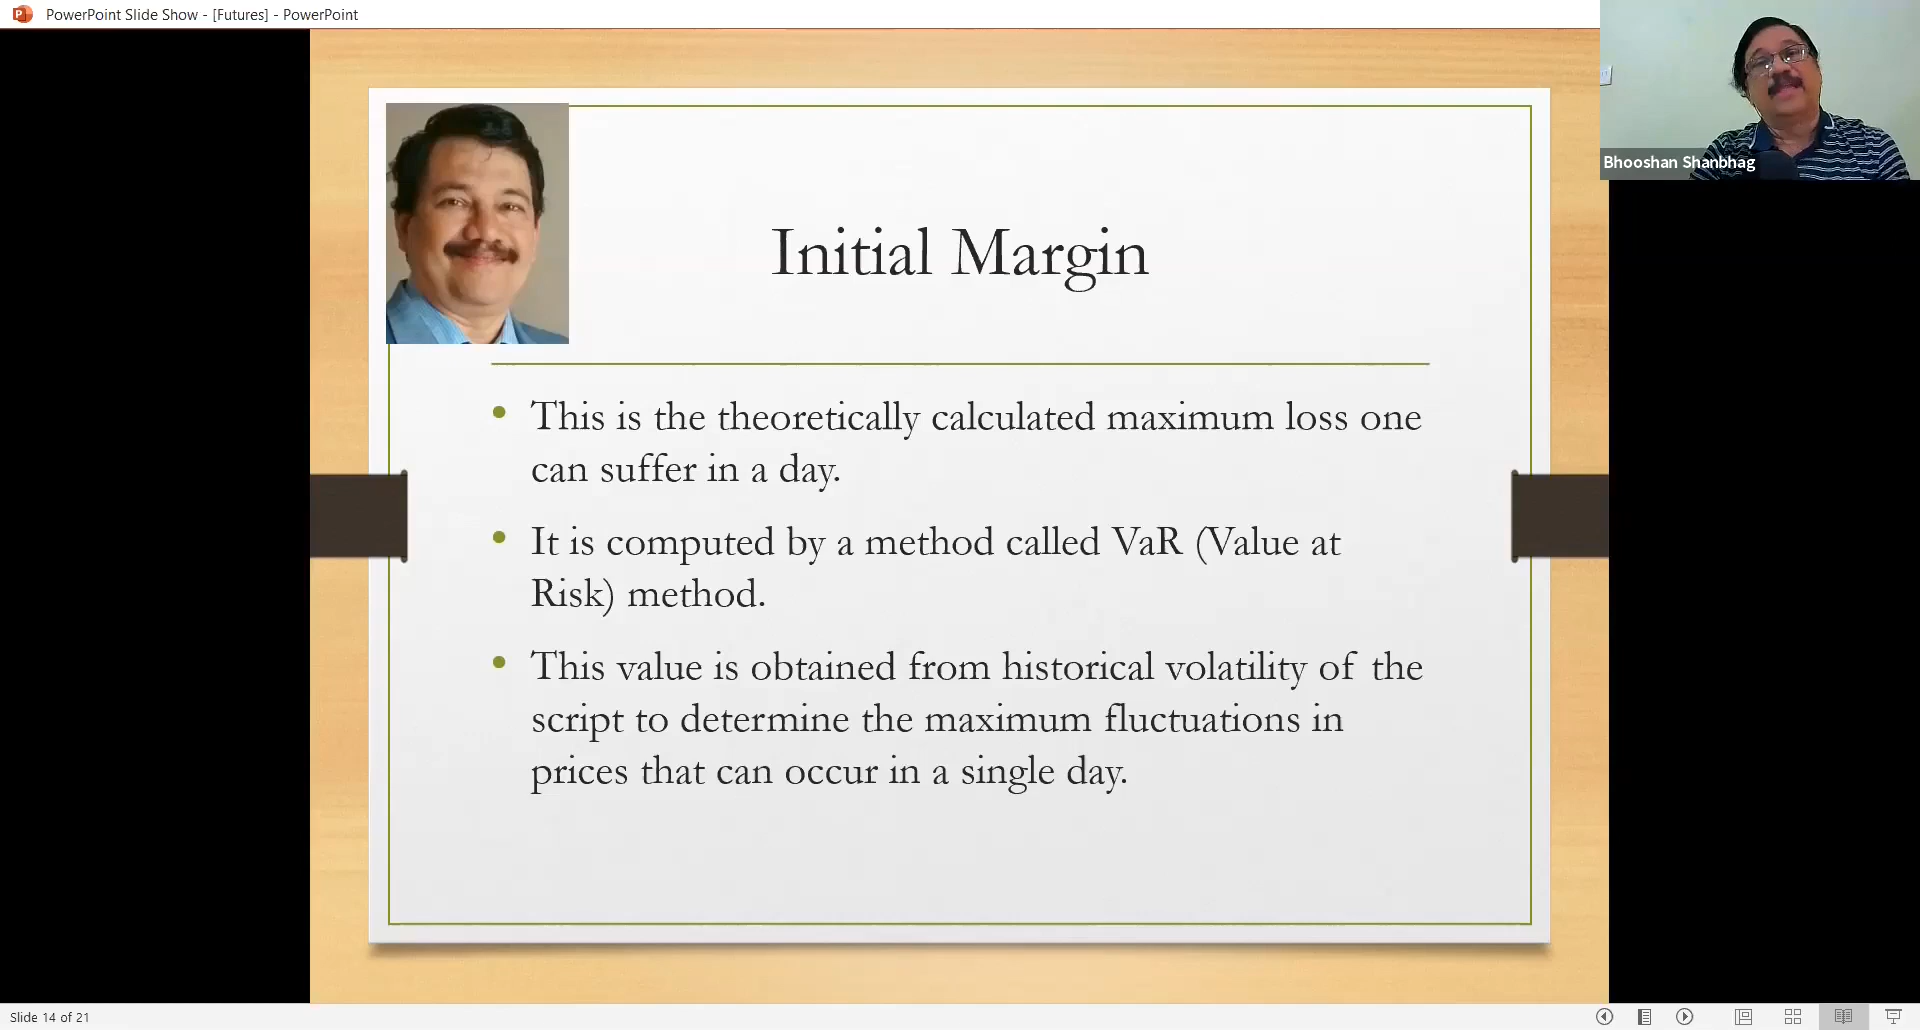 PowerPoint Slide Show - [Futures] - PowerPoint
Bhooshan Shanbhag
Initial Margin
• This is the theoretically calculated maximum loss one
can suffer in a day.
• It is computed by a method called VaR (Value at
Risk) method.
• This value is obtained from historical volatility of the
script to determine the maximum fluctuations in
prices that can occur in a single day.
Slide 14 of 21